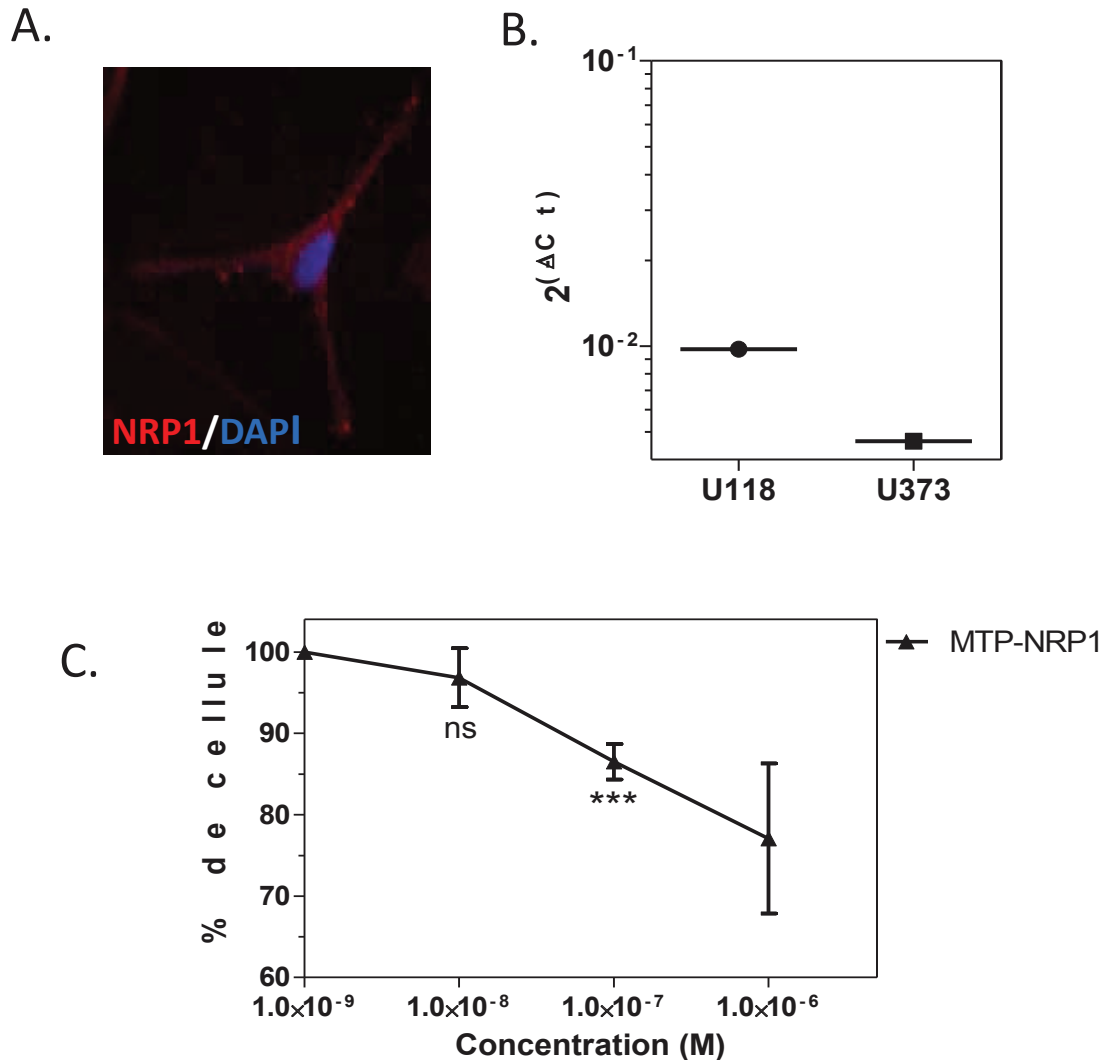 A.
NRP1/DAPI
B.
10⁻¹
10⁻²
2^(ΔCt)
U118
U373
C.
% de cellule
100
90
80
70
60
ns
***
MTP-NRP1
1.0×10⁻⁹
1.0×10⁻⁸
1.0×10⁻⁷
1.0×10⁻⁶
Concentration (M)